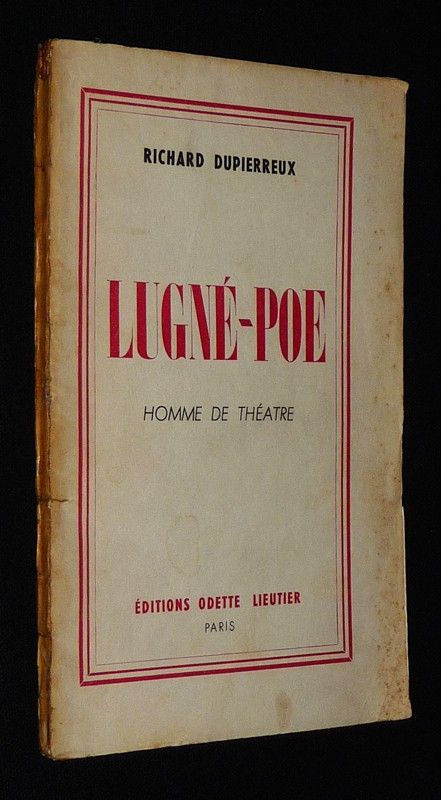 RICHARD DUPIERREUX
LUGNÉ-POE
HOMME DE THÉATRE
ÉDITIONS ODETTE LIEUTIER
PARIS